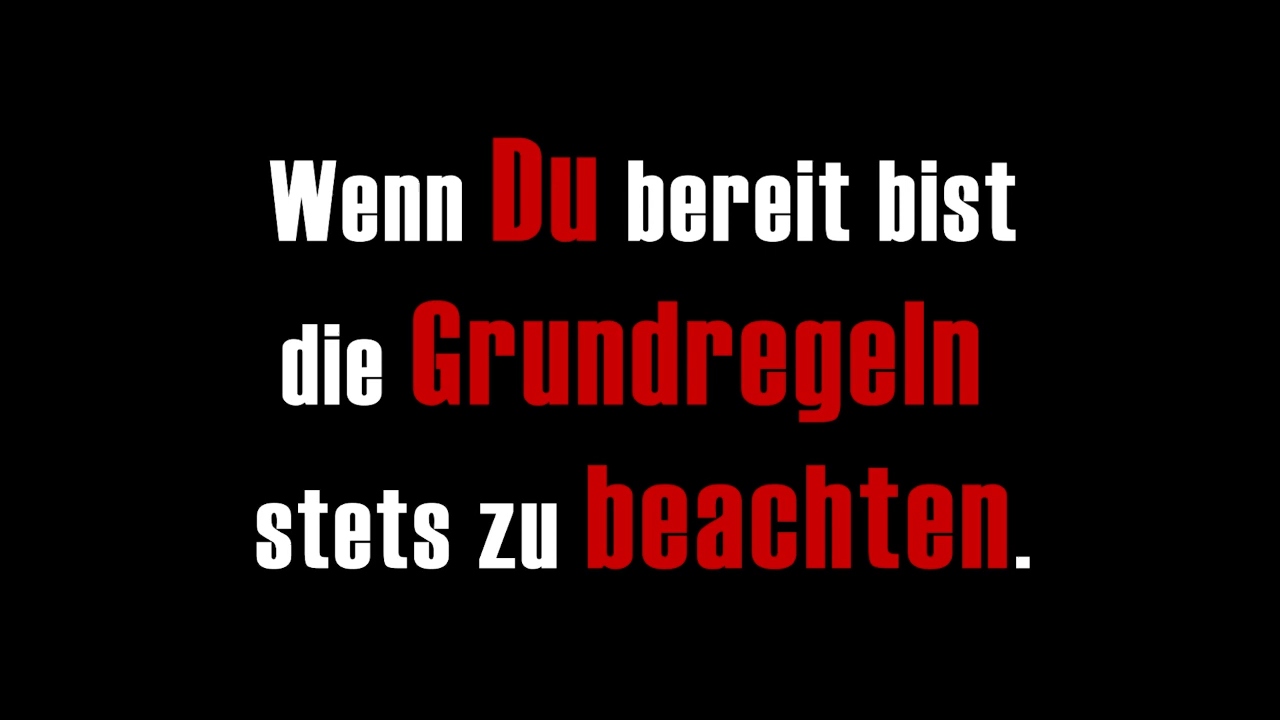 Wenn Du bereit bist
die Grundregeln
stets zu beachten.